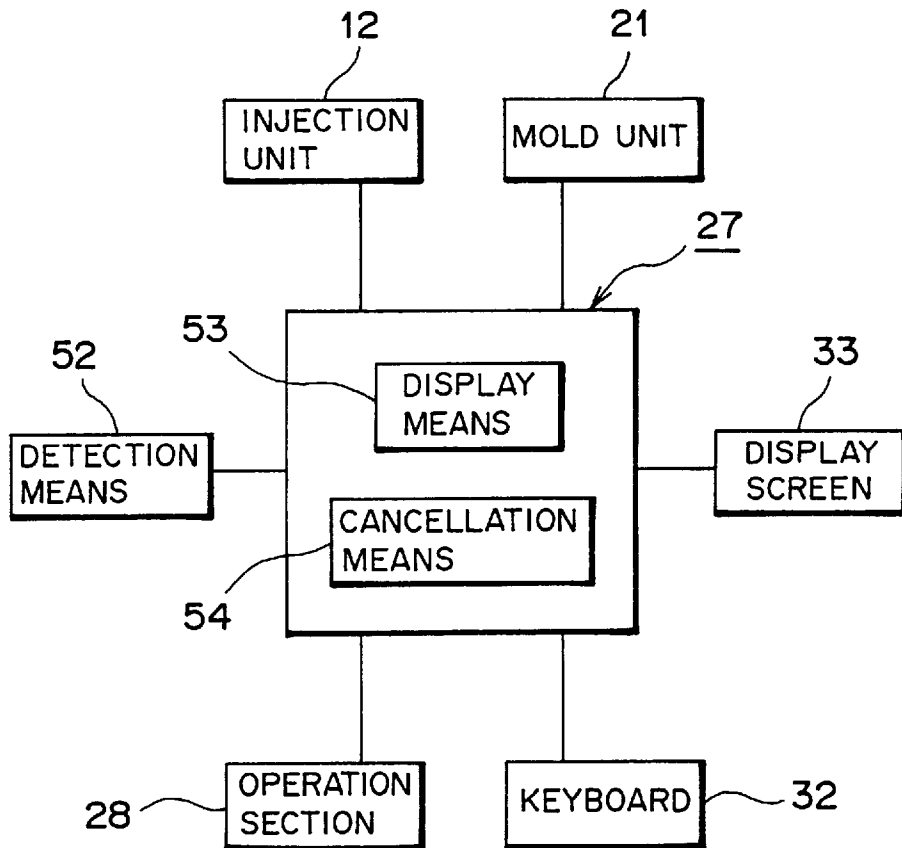 12
21
INJECTION
UNIT
MOLD UNIT
27
53
52
33
DISPLAY
MEANS
DETECTION
MEANS
DISPLAY
SCREEN
CANCELLATION
MEANS
54
OPERATION
SECTION
28
KEYBOARD
32